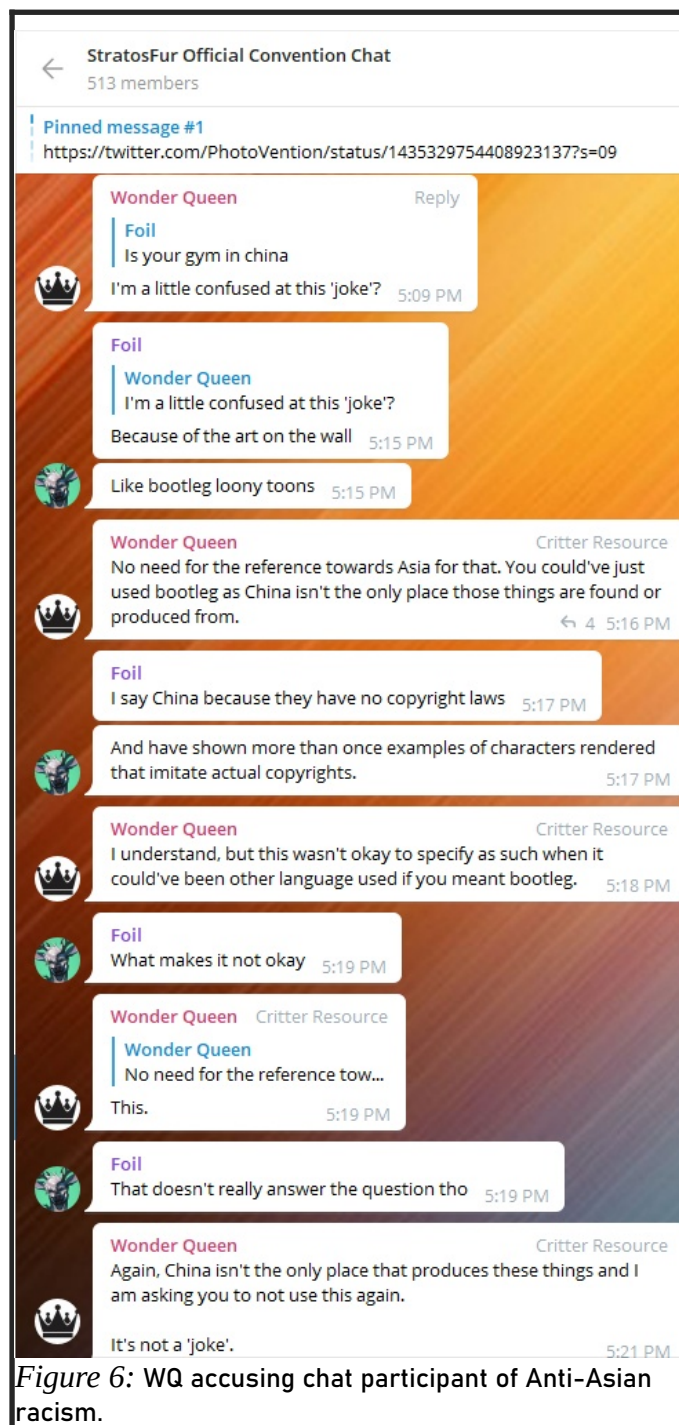 StratosFur Official Convention Chat
513 members
Pinned message #1
https://twitter.com/PhotoVention/status/1435329754408923137?s=09
Wonder Queen Reply
Foil
Is your gym in china
I'm a little confused at this 'joke'? 5:09 PM
Foil
Wonder Queen
I'm a little confused at this 'joke'?
Because of the art on the wall 5:15 PM
Like bootleg loony toons 5:15 PM
Wonder Queen Critter Resource
No need for the reference towards Asia for that. You could've just
used bootleg as China isn't the only place those things are found or
produced from. 4 5:16 PM
Foil
I say China because they have no copyright laws 5:17 PM
And have shown more than once examples of characters rendered
that imitate actual copyrights. 5:17 PM
Wonder Queen Critter Resource
I understand, but this wasn't okay to specify as such when it
could've been other language used if you meant bootleg. 5:18 PM
Foil
What makes it not okay 5:19 PM
Wonder Queen Critter Resource
Wonder Queen
No need for the reference tow...
This. 5:19 PM
Foil
That doesn't really answer the question tho 5:19 PM
Wonder Queen Critter Resource
Again, China isn't the only place that produces these things and I
am asking you to not use this again.
It's not a 'joke'. 5:21 PM
Figure 6: WQ accusing chat participant of Anti-Asian
racism.